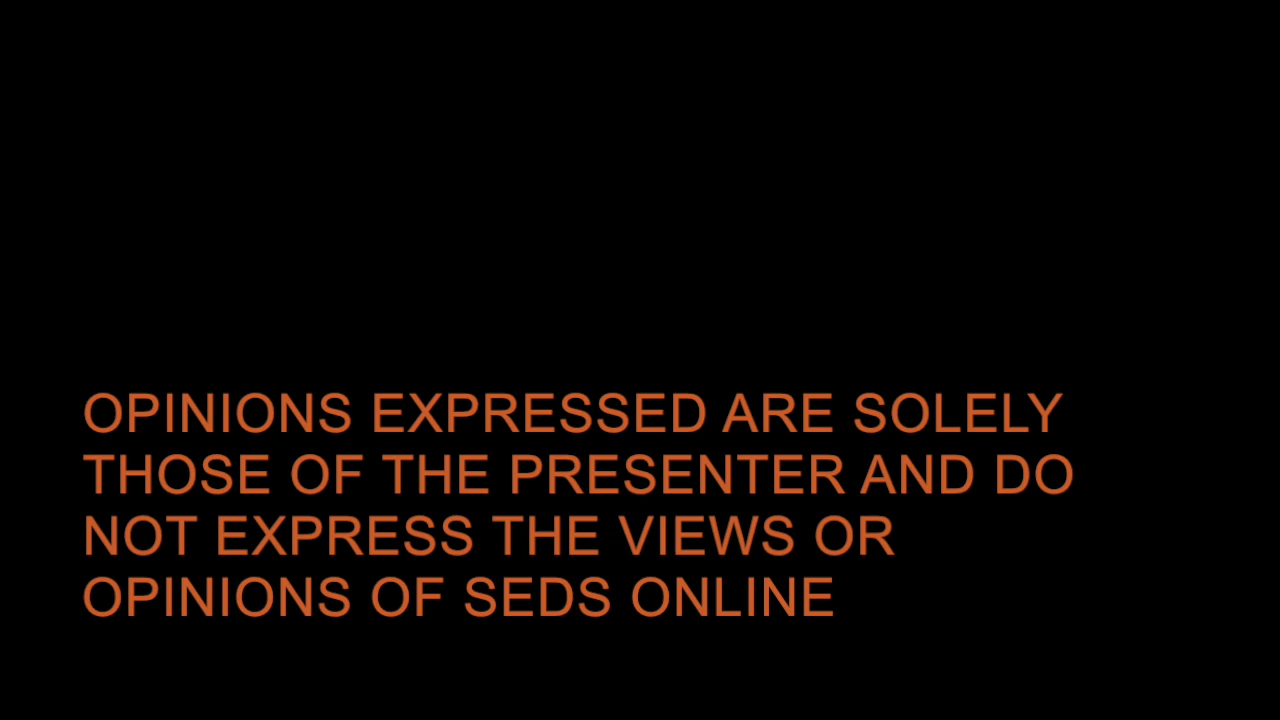 OPINIONS EXPRESSED ARE SOLELY
THOSE OF THE PRESENTER AND DO
NOT EXPRESS THE VIEWS OR
OPINIONS OF SEDS ONLINE